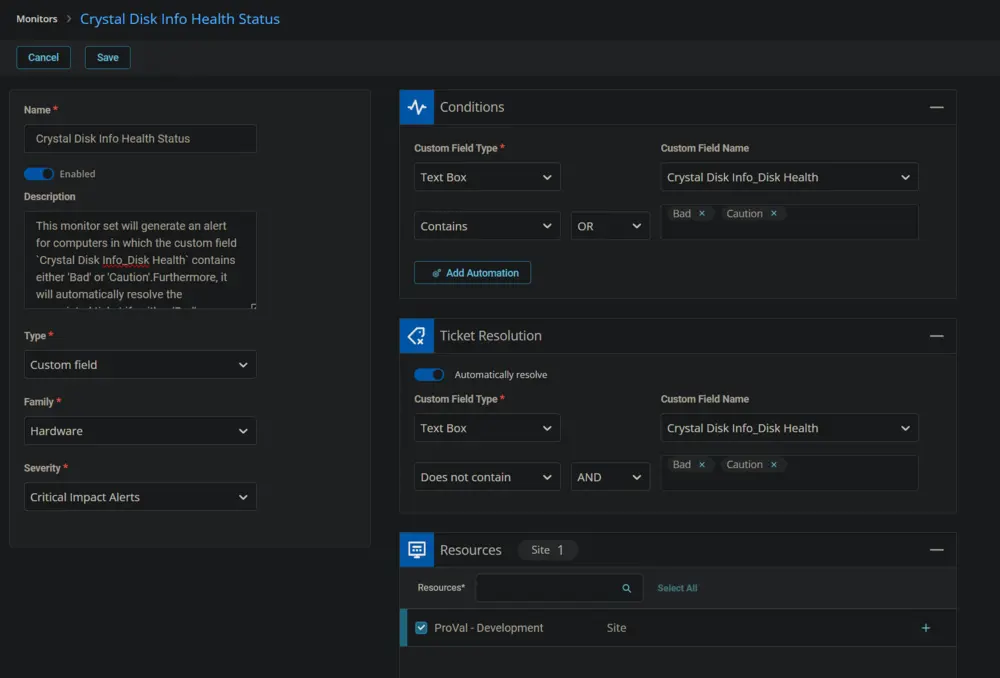 Monitors > Crystal Disk Info Health Status
Cancel Save
Name *
Crystal Disk Info Health Status
Enabled
Description
This monitor set will generate an alert
for computers in which the custom field
`Crystal Disk Info_Disk Health` contains
either 'Bad' or 'Caution'.Furthermore, it
will automatically resolve the
Type *
Custom field
Family *
Hardware
Severity *
Critical Impact Alerts
Conditions
Custom Field Type * Custom Field Name
Text Box Crystal Disk Info_Disk Health
Contains OR Bad × Caution ×
Add Automation
Ticket Resolution
Automatically resolve
Custom Field Type * Custom Field Name
Text Box Crystal Disk Info_Disk Health
Does not contain AND Bad × Caution ×
Resources Site 1
Resources* Select All
ProVal - Development Site +